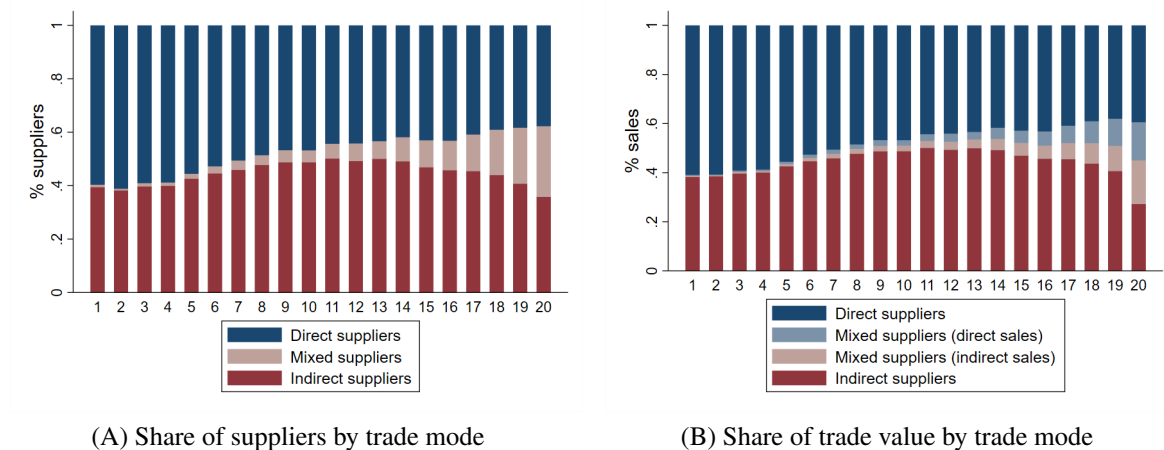 % suppliers
0 .2 .4 .6 .8 1
1 2 3 4 5 6 7 8 9 10 11 12 13 14 15 16 17 18 19 20
Direct suppliers
Mixed suppliers
Indirect suppliers
(A) Share of suppliers by trade mode
% sales
0 .2 .4 .6 .8 1
1 2 3 4 5 6 7 8 9 10 11 12 13 14 15 16 17 18 19 20
Direct suppliers
Mixed suppliers (direct sales)
Mixed suppliers (indirect sales)
Indirect suppliers
(B) Share of trade value by trade mode